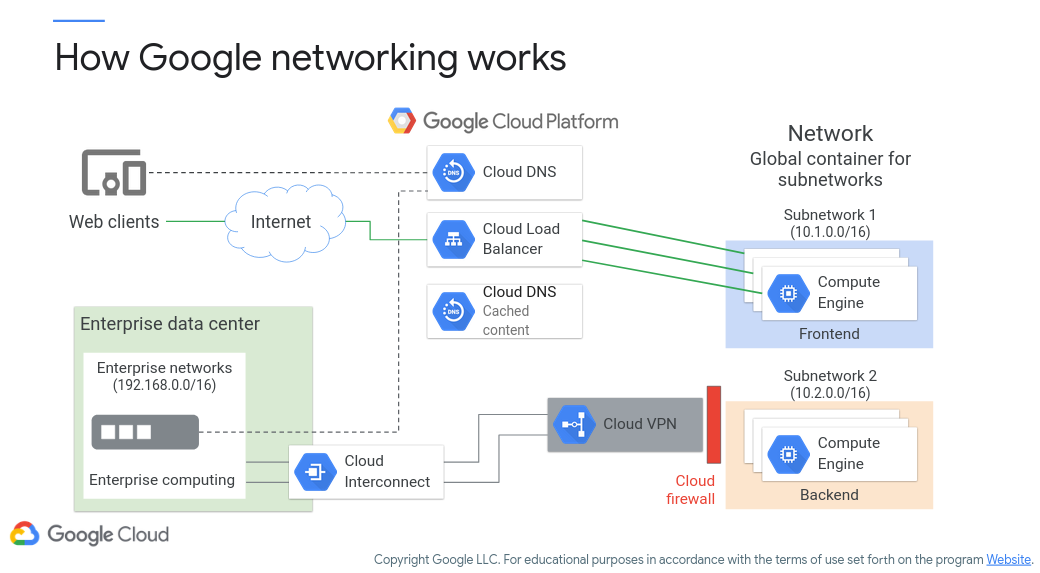 How Google networking works
Google Cloud Platform
Network
Global container for
subnetworks
Cloud DNS
DNS
Web clients
Internet
Cloud Load
Balancer
Subnetwork 1
(10.1.0.0/16)
Compute
Engine
Frontend
Cloud DNS
Cached
content
DNS
Enterprise data center
Enterprise networks
(192.168.0.0/16)
Enterprise computing
Cloud
Interconnect
Cloud VPN
Cloud
firewall
Subnetwork 2
(10.2.0.0/16)
Compute
Engine
Backend
Google Cloud
Copyright Google LLC. For educational purposes in accordance with the terms of use set forth on the program Website.